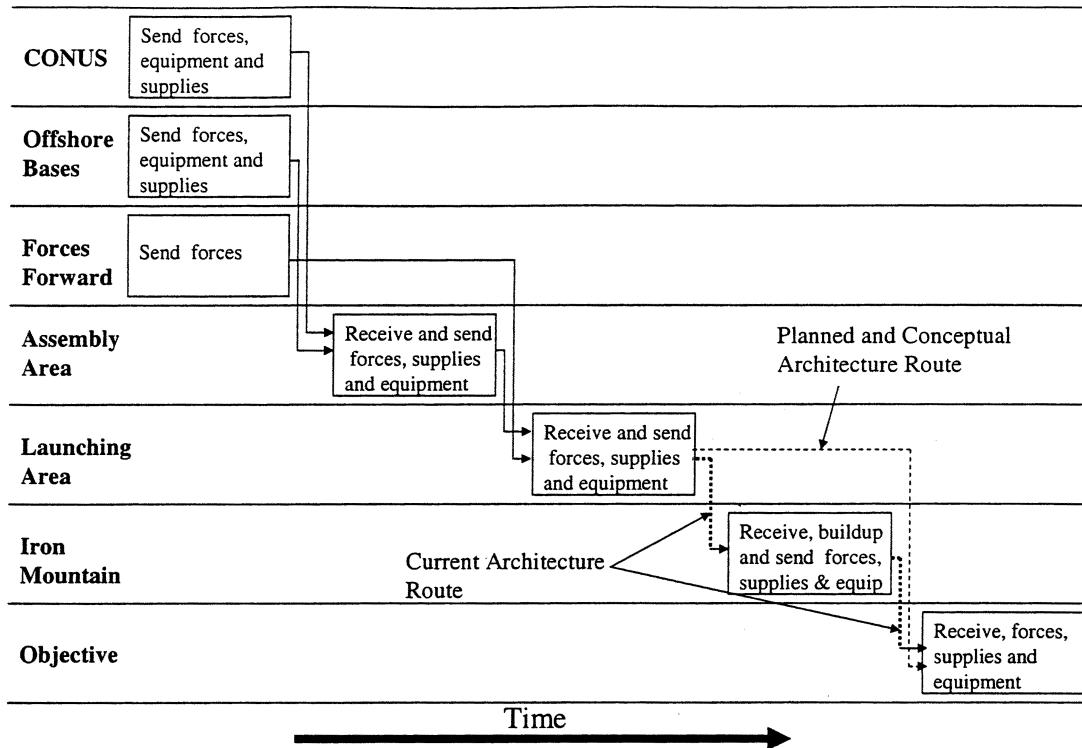 CONUS
Send forces,
equipment and
supplies
Offshore
Bases
Send forces,
equipment and
supplies
Forces
Forward
Send forces
Assembly
Area
Receive and send
forces, supplies
and equipment
Planned and Conceptual
Architecture Route
Launching
Area
Receive and send
forces, supplies
and equipment
Iron
Mountain
Current Architecture
Route
Receive, buildup
and send forces,
supplies & equip
Objective
Receive, forces,
supplies and
equipment
Time